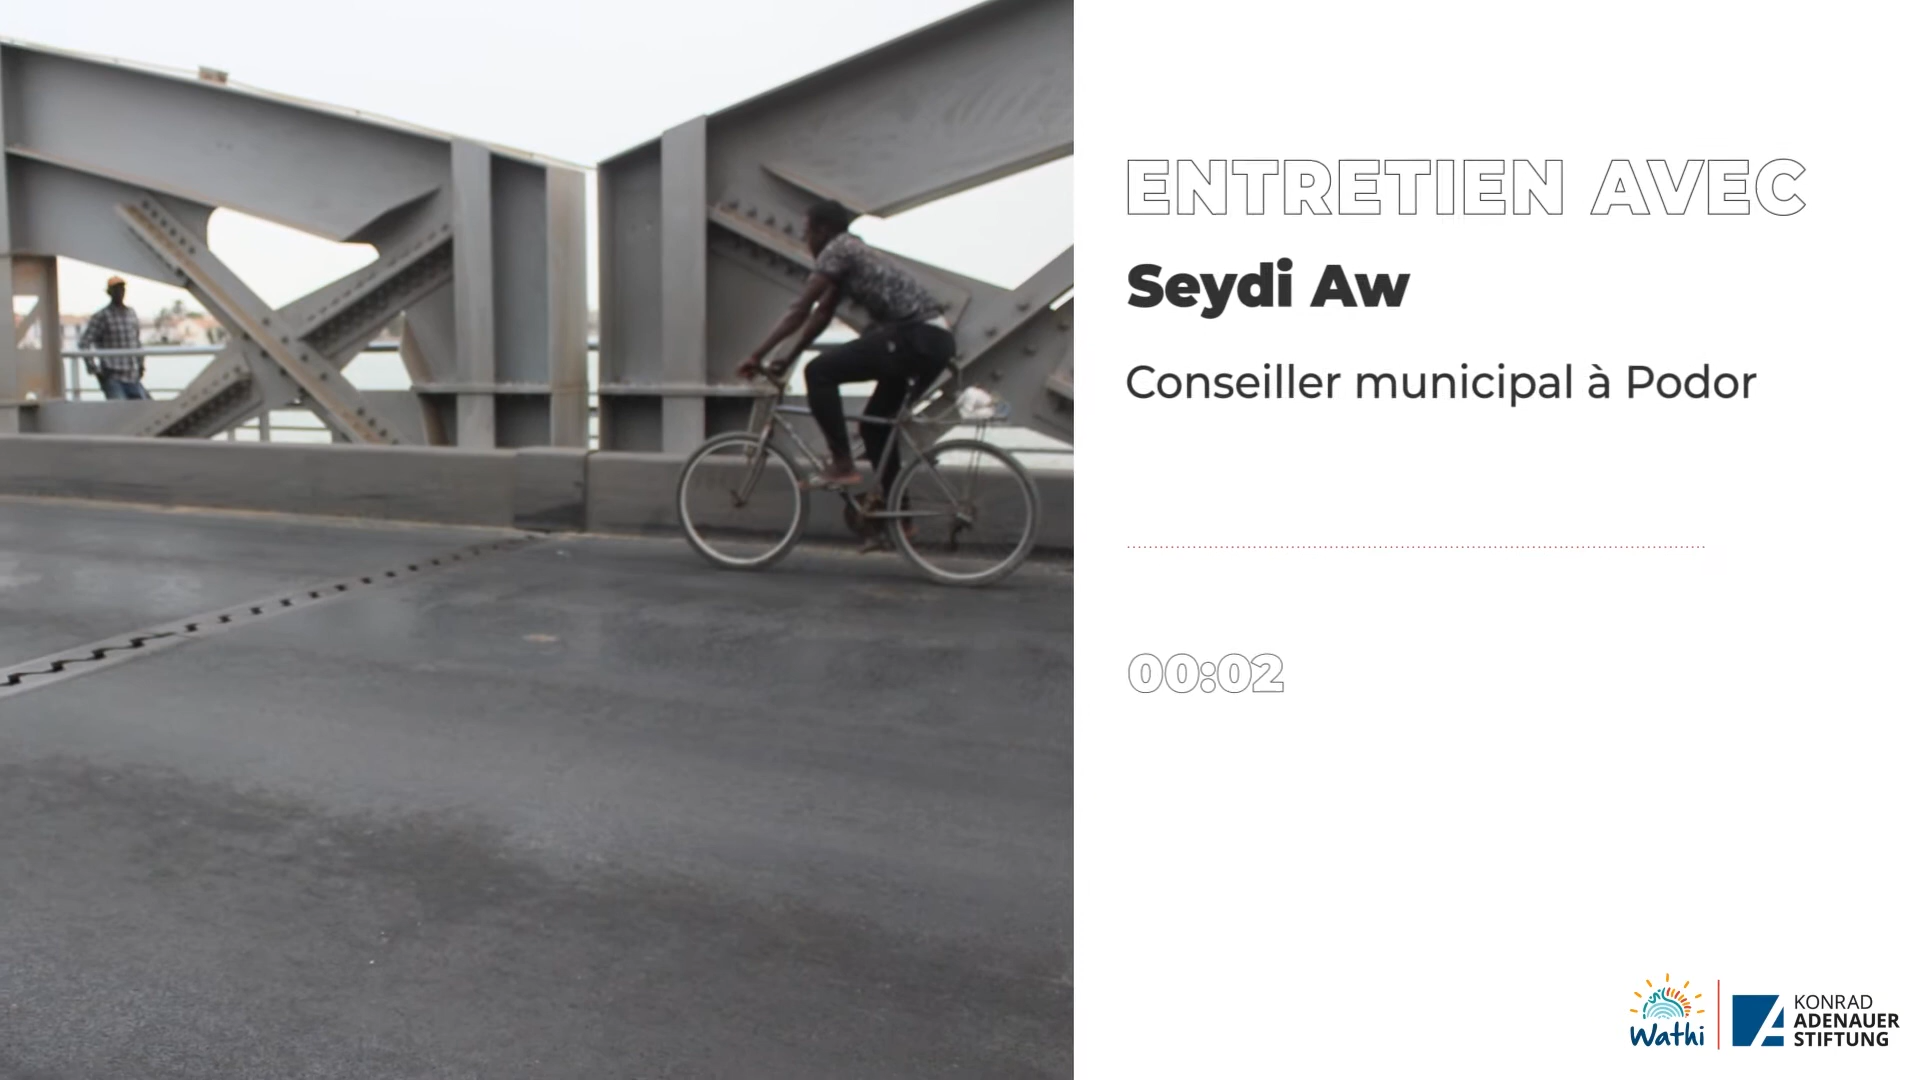 ENTRETIEN AVEC
Seydi Aw
Conseiller municipal à Podor
00:02
Wathi
KONRAD
ADENAUER
STIFTUNG